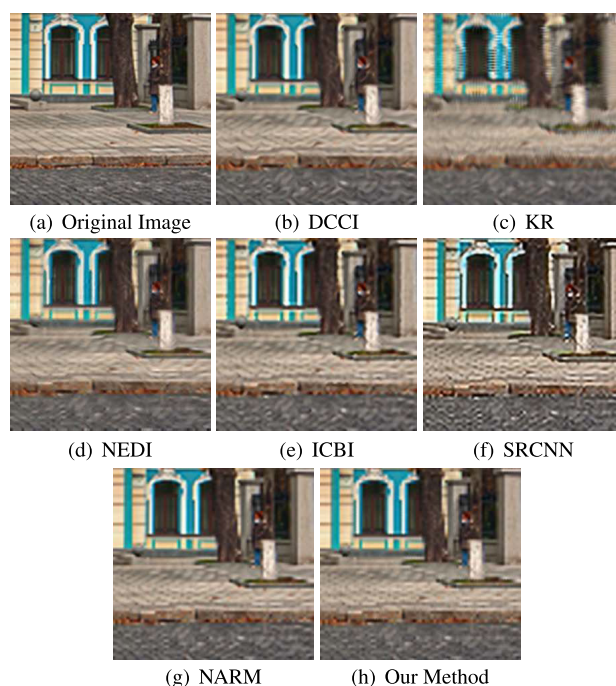 (a) Original Image
(b) DCCI
(c) KR
(d) NEDI
(e) ICBI
(f) SRCNN
(g) NARM
(h) Our Method